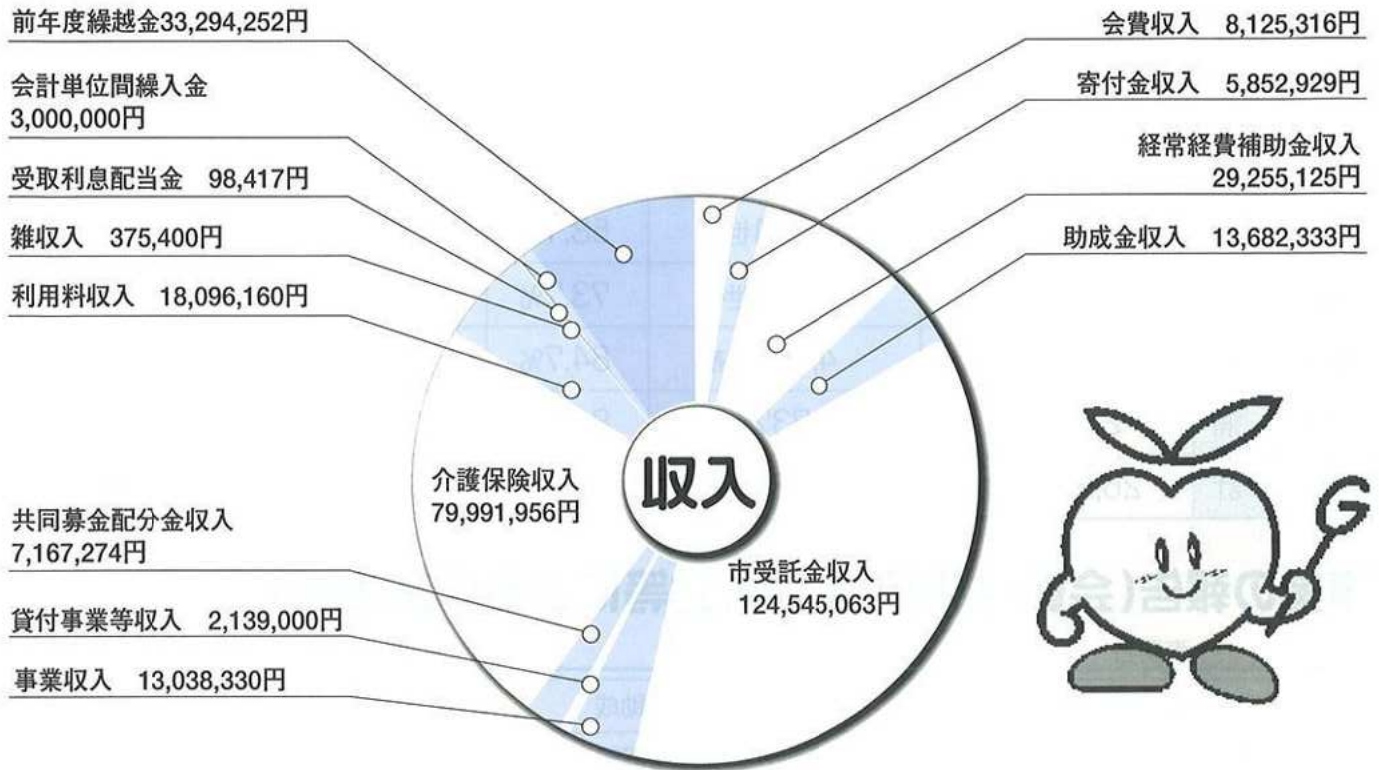 前年度繰越金33,294,252円
会計単位間繰入金
3,000,000円
受取利息配当金 98,417円
雑収入 375,400円
利用料収入 18,096,160円
共同募金配分金収入
7,167,274円
貸付事業等収入 2,139,000円
事業収入 13,038,330円
会費収入 8,125,316円
寄付金収入 5,852,929円
経常経費補助金収入
29,255,125円
助成金収入 13,682,333円
介護保険収入
79,991,956円
収入
市受託金収入
124,545,063円